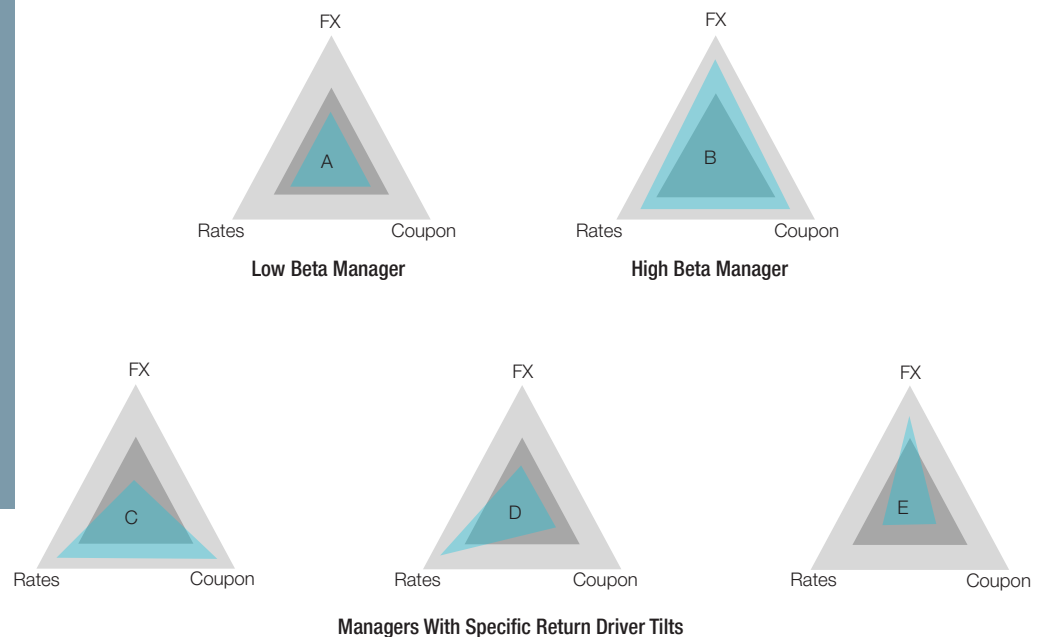 FX FX
A B
Rates Coupon Rates Coupon
Low Beta Manager High Beta Manager
FX FX FX
C D E
Rates Coupon Rates Coupon Rates Coupon
Managers With Specific Return Driver Tilts